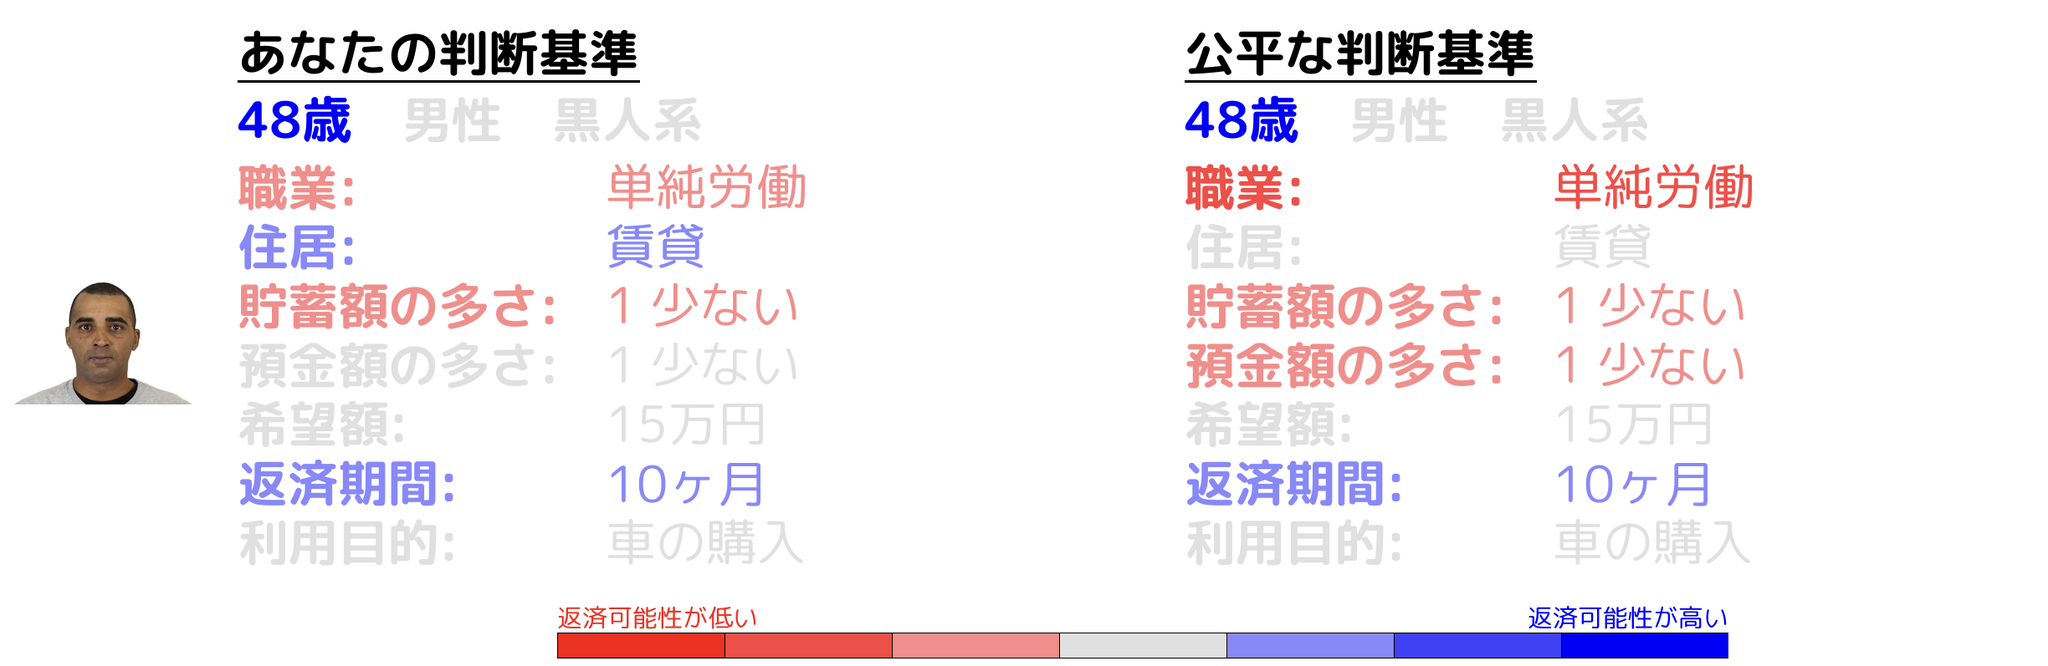 あなたの判断基準
48歳 男性 黒人系
職業: 単純労働
住居: 賃貸
貯蓄額の多さ: 1 少ない
預金額の多さ: 1 少ない
希望額: 15万円
返済期間: 10ヶ月
利用目的: 車の購入
公平な判断基準
48歳 男性 黒人系
職業: 単純労働
住居: 賃貸
貯蓄額の多さ: 1 少ない
預金額の多さ: 1 少ない
希望額: 15万円
返済期間: 10ヶ月
利用目的: 車の購入
返済可能性が低い
返済可能性が高い